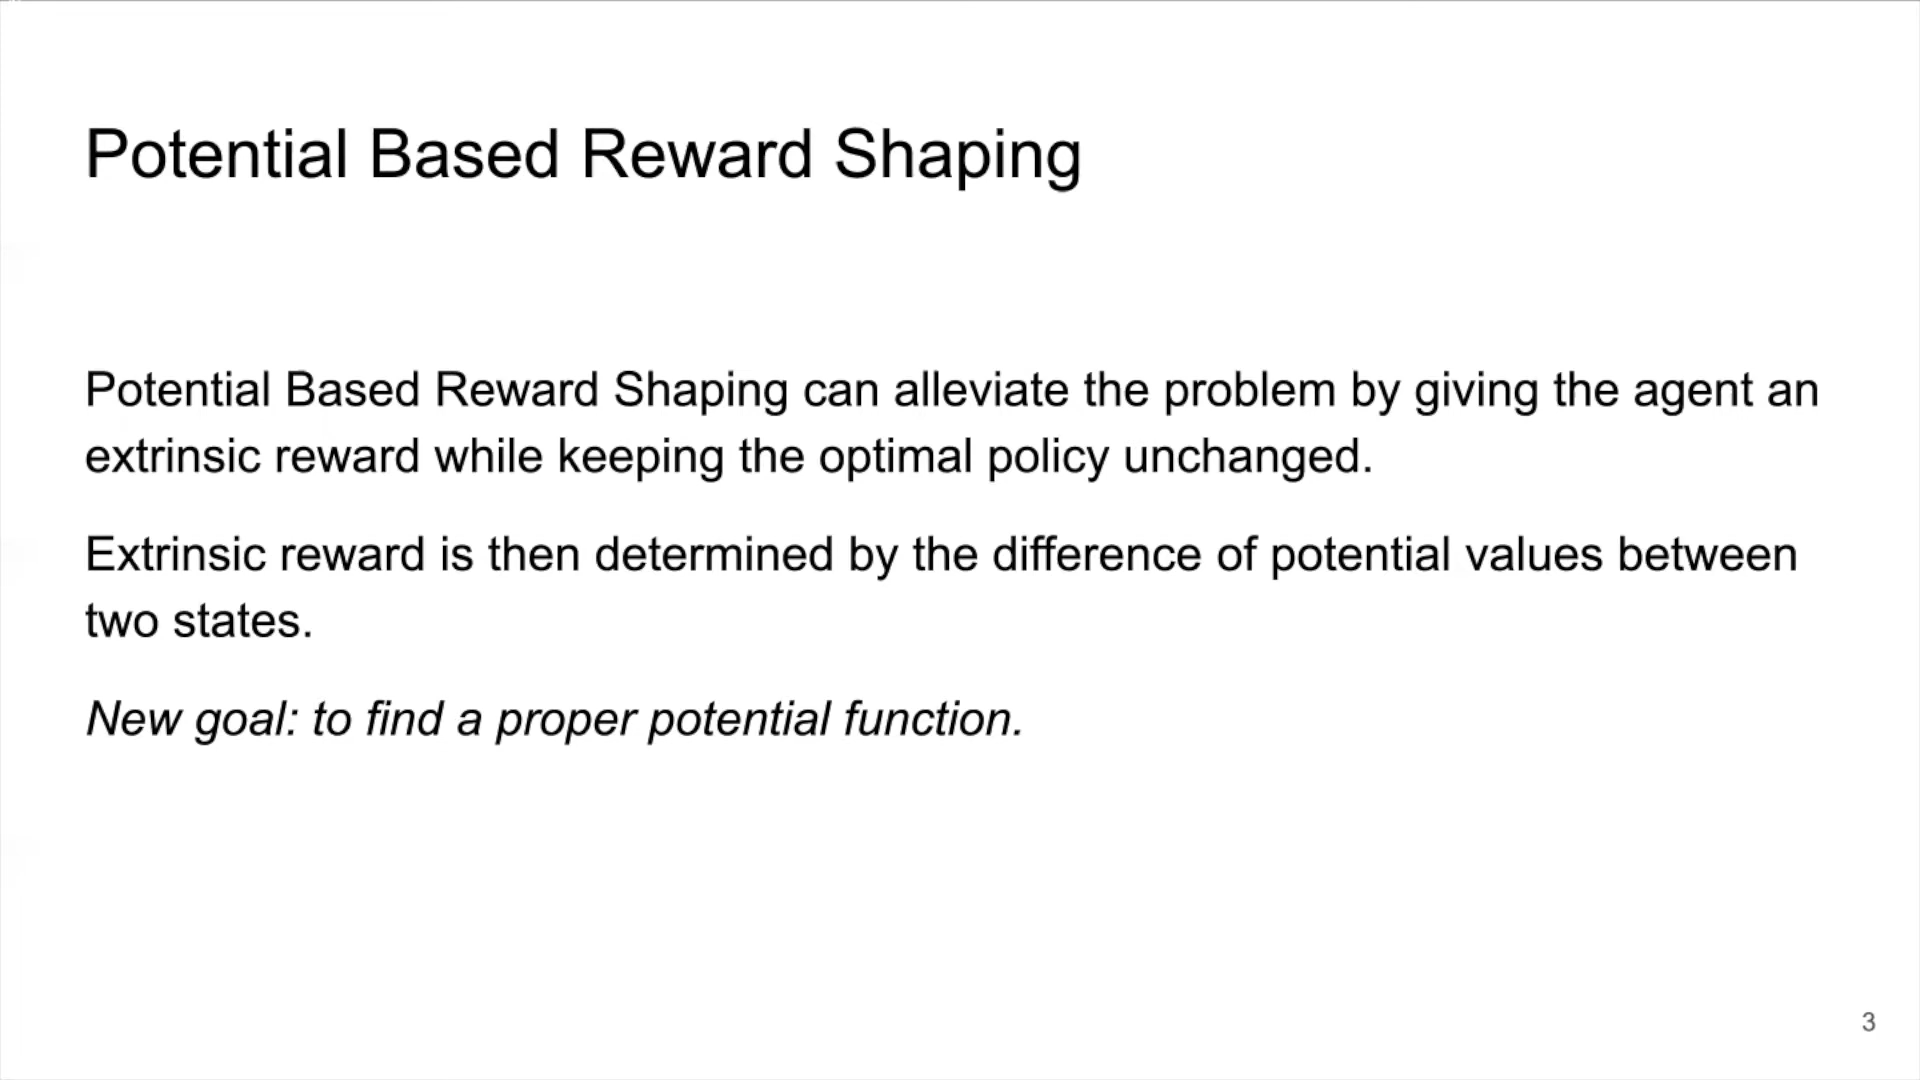 Potential Based Reward Shaping
Potential Based Reward Shaping can alleviate the problem by giving the agent an
extrinsic reward while keeping the optimal policy unchanged.
Extrinsic reward is then determined by the difference of potential values between
two states.
New goal: to find a proper potential function.
3